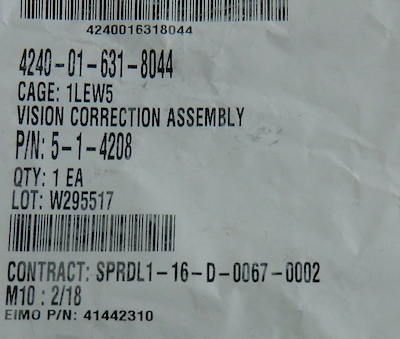 4240016318044
4240-01-631-8044
CAGE: 1LEW5
VISION CORRECTION ASSEMBLY
P/N: 5-1-4208
QTY: 1 EA
LOT: W295517
CONTRACT: SPRDL1-16-D-0067-0002
M10 : 2/18
EIMO P/N: 41442310